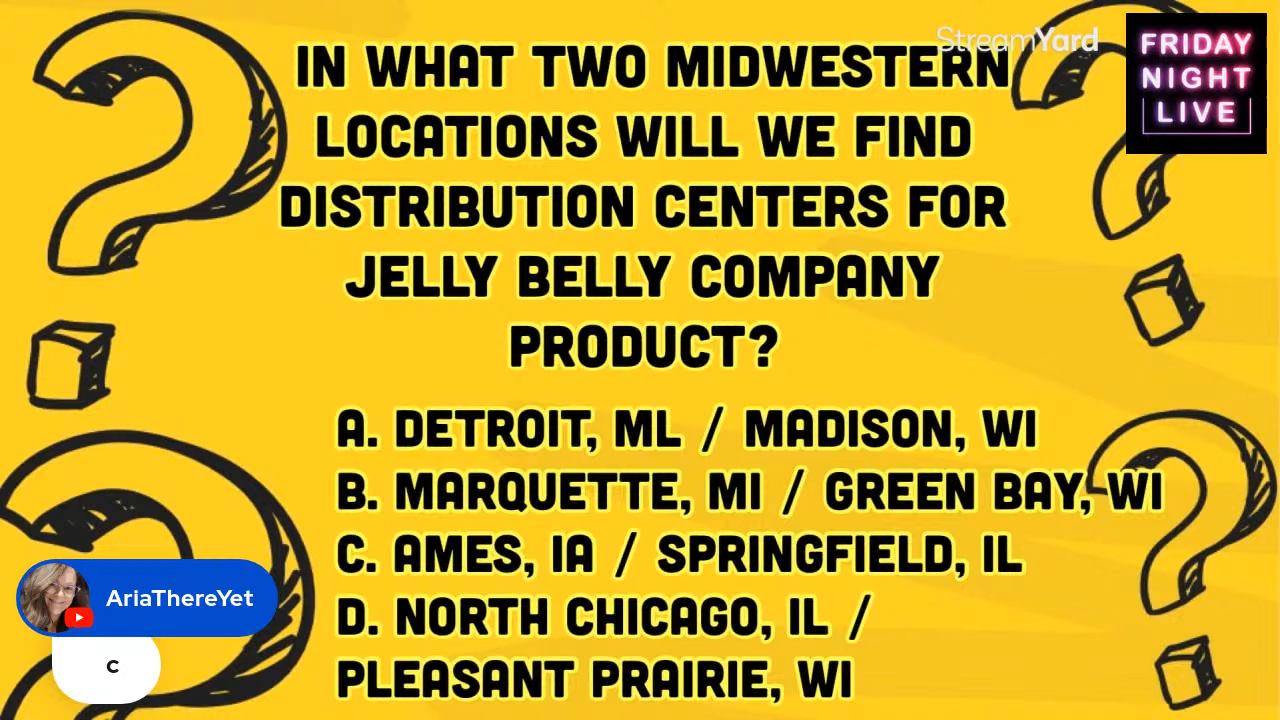 StreamYard
FRIDAY
NIGHT
LIVE
IN WHAT TWO MIDWESTERN
LOCATIONS WILL WE FIND
DISTRIBUTION CENTERS FOR
JELLY BELLY COMPANY
PRODUCT?
A. DETROIT, ML / MADISON, WI
B. MARQUETTE, MI / GREEN BAY, WI
C. AMES, IA / SPRINGFIELD, IL
D. NORTH CHICAGO, IL /
PLEASANT PRAIRIE, WI
AriaThereYet
c